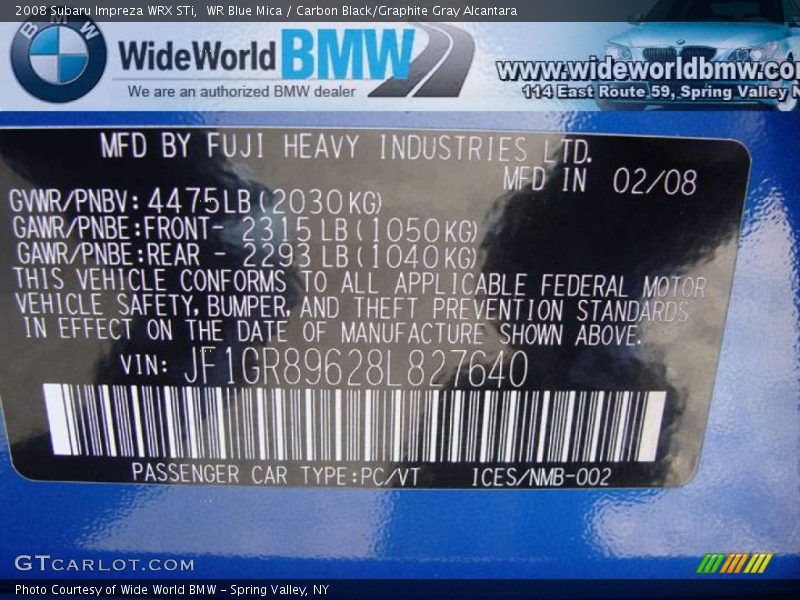 2008 Subaru Impreza WRX STi, WR Blue Mica / Carbon Black/Graphite Gray Alcantara
BMW
WideWorld BMW
We are an authorized BMW dealer
www.wideworldbmw.com
114 East Route 59, Spring Valley N
MFD BY FUJI HEAVY INDUSTRIES LTD.
MFD IN 02/08
GVWR/PNBV: 4475LB(2030KG)
GAWR/PNBE:FRONT- 2315 LB(1050KG)
GAWR/PNBE:REAR - 2293 LB(1040KG)
THIS VEHICLE CONFORMS TO ALL APPLICABLE FEDERAL MOTOR
VEHICLE SAFETY, BUMPER, AND THEFT PREVENTION STANDARDS
IN EFFECT ON THE DATE OF MANUFACTURE SHOWN ABOVE.
VIN: JF1GR89628L827640
PASSENGER CAR TYPE:PC/VT ICES/NMB-002
GTCARLOT.COM
Photo Courtesy of Wide World BMW - Spring Valley, NY